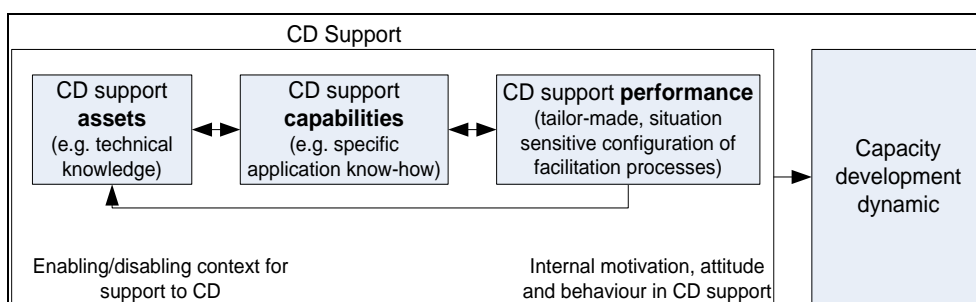 CD Support
CD support
assets
(e.g. technical
knowledge)
CD support
capabilities
(e.g. specific
application know-how)
CD support performance
(tailor-made, situation
sensitive configuration of
facilitation processes)
Capacity
development
dynamic
Enabling/disabling context for
support to CD
Internal motivation, attitude
and behaviour in CD support